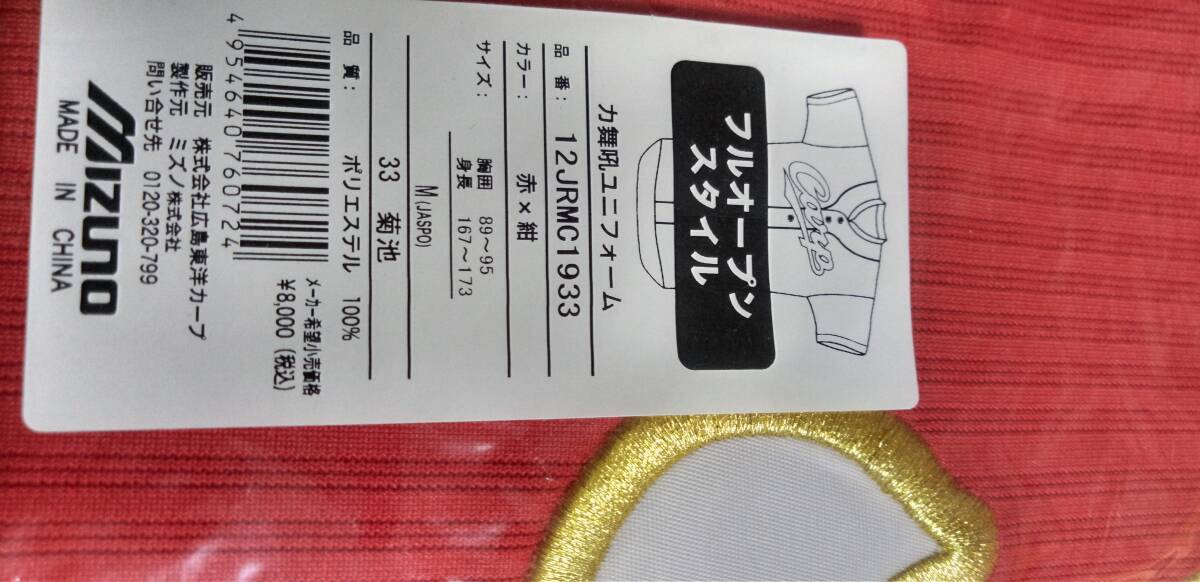 Carp
フルオープン
スタイル
力舞吼ユニフォーム
品番: 12JRMC1933
カラー: 赤×紺
サイズ: 胸囲 89～95
身長 167～173
M(JASPO)
33 菊池
品質: ポリエステル 100%
メーカー希望小売価格
¥8,000 (税込)
4954640760724
販売元 株式会社広島東洋カープ
製作元 ミズノ株式会社
問い合せ先 0120-320-799
MIZUNO
MADE IN CHINA